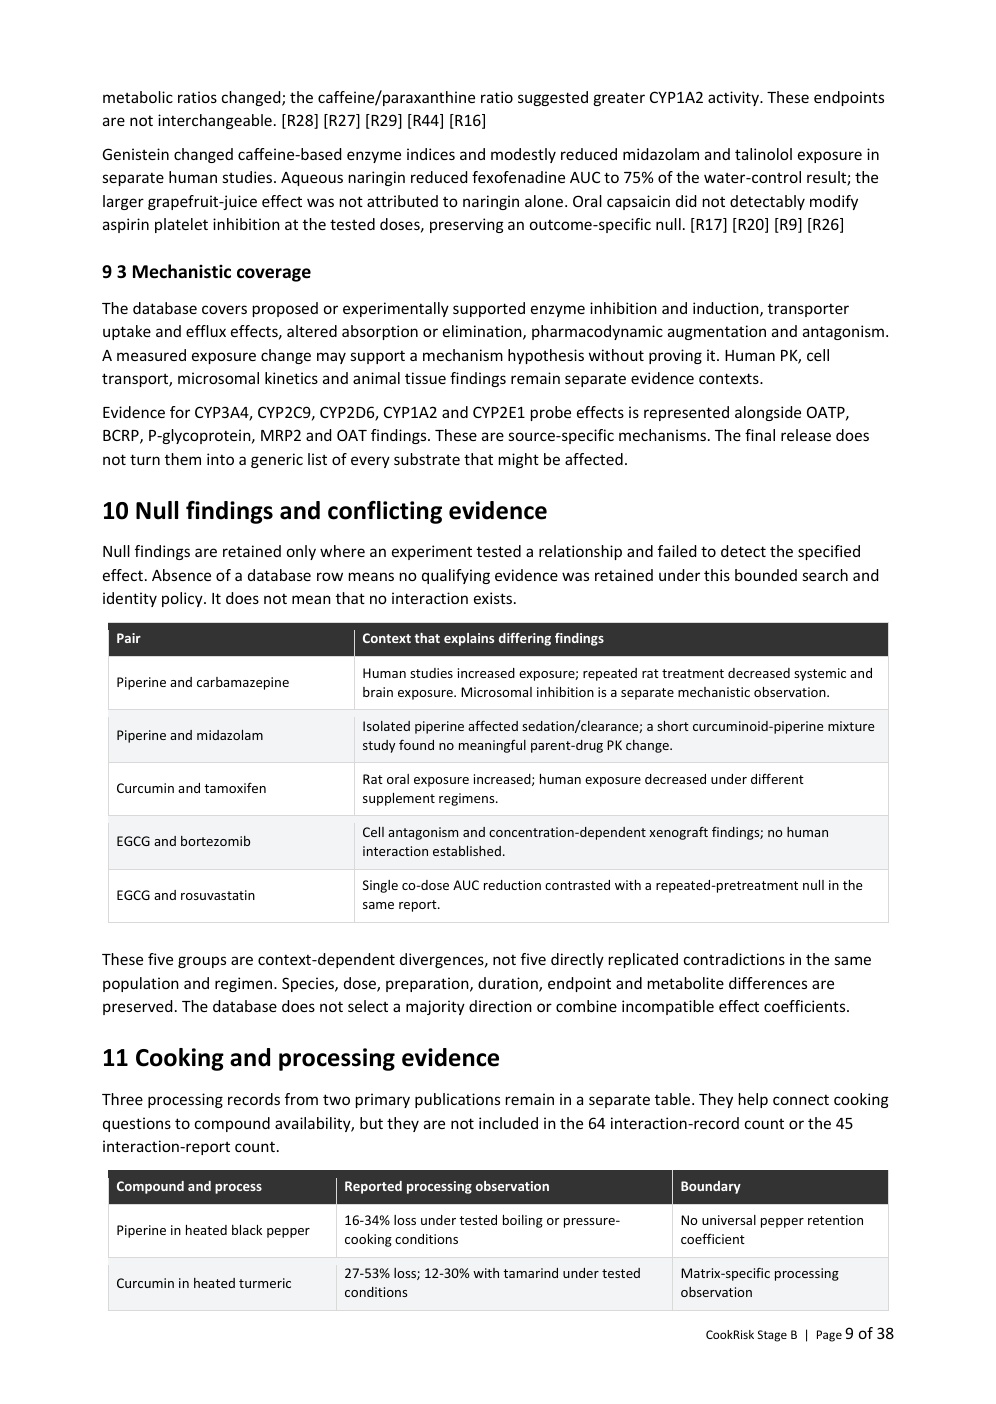 metabolic ratios changed; the caffeine/paraxanthine ratio suggested greater CYP1A2 activity. These endpoints
are not interchangeable. [R28] [R27] [R29] [R44] [R16]
Genistein changed caffeine-based enzyme indices and modestly reduced midazolam and talinolol exposure in
separate human studies. Aqueous naringin reduced fexofenadine AUC to 75% of the water-control result; the
larger grapefruit-juice effect was not attributed to naringin alone. Oral capsaicin did not detectably modify
aspirin platelet inhibition at the tested doses, preserving an outcome-specific null. [R17] [R20] [R9] [R26]
9 3 Mechanistic coverage
The database covers proposed or experimentally supported enzyme inhibition and induction, transporter
uptake and efflux effects, altered absorption or elimination, pharmacodynamic augmentation and antagonism.
A measured exposure change may support a mechanism hypothesis without proving it. Human PK, cell
transport, microsomal kinetics and animal tissue findings remain separate evidence contexts.
Evidence for CYP3A4, CYP2C9, CYP2D6, CYP1A2 and CYP2E1 probe effects is represented alongside OATP,
BCRP, P-glycoprotein, MRP2 and OAT findings. These are source-specific mechanisms. The final release does
not turn them into a generic list of every substrate that might be affected.
10 Null findings and conflicting evidence
Null findings are retained only where an experiment tested a relationship and failed to detect the specified
effect. Absence of a database row means no qualifying evidence was retained under this bounded search and
identity policy. It does not mean that no interaction exists.
Pair
Context that explains differing findings
Piperine and carbamazepine
Human studies increased exposure; repeated rat treatment decreased systemic and
brain exposure. Microsomal inhibition is a separate mechanistic observation.
Piperine and midazolam
Isolated piperine affected sedation/clearance; a short curcuminoid-piperine mixture
study found no meaningful parent-drug PK change.
Curcumin and tamoxifen
Rat oral exposure increased; human exposure decreased under different
supplement regimens.
EGCG and bortezomib
Cell antagonism and concentration-dependent xenograft findings; no human
interaction established.
EGCG and rosuvastatin
Single co-dose AUC reduction contrasted with a repeated-pretreatment null in the
same report.
These five groups are context-dependent divergences, not five directly replicated contradictions in the same
population and regimen. Species, dose, preparation, duration, endpoint and metabolite differences are
preserved. The database does not select a majority direction or combine incompatible effect coefficients.
11 Cooking and processing evidence
Three processing records from two primary publications remain in a separate table. They help connect cooking
questions to compound availability, but they are not included in the 64 interaction-record count or the 45
interaction-report count.
Compound and process
Reported processing observation
Boundary
Piperine in heated black pepper
16-34% loss under tested boiling or pressure-
cooking conditions
No universal pepper retention
coefficient
Curcumin in heated turmeric
27-53% loss; 12-30% with tamarind under tested
conditions
Matrix-specific processing
observation
CookRisk Stage B | Page 9 of 38